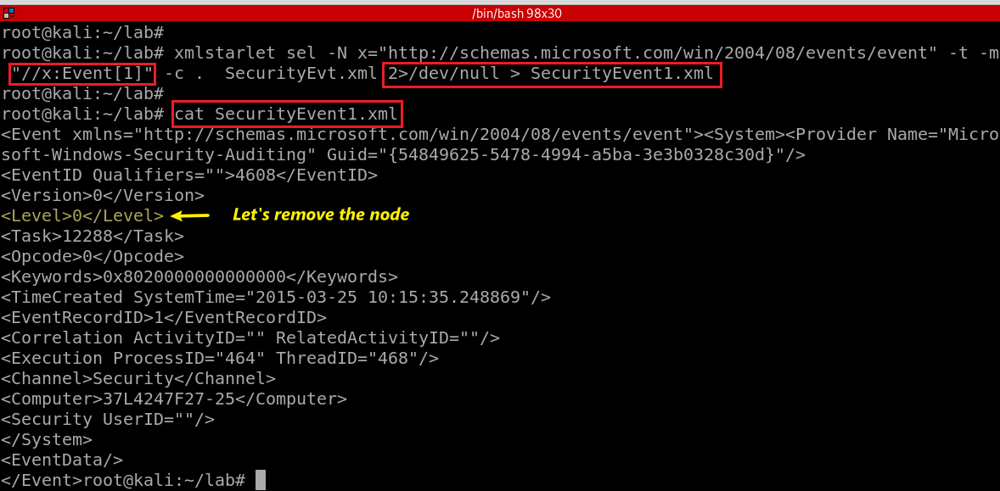 /bin/bash 98x30
root@kali:~/lab#
root@kali:~/lab# xmlstarlet sel -N x="http://schemas.microsoft.com/win/2004/08/events/event" -t -m
"//x:Event[1]" -c .  SecurityEvt.xml 2>/dev/null > SecurityEvent1.xml
root@kali:~/lab#
root@kali:~/lab# cat SecurityEvent1.xml
<Event xmlns="http://schemas.microsoft.com/win/2004/08/events/event"><System><Provider Name="Micro
soft-Windows-Security-Auditing" Guid="{54849625-5478-4994-a5ba-3e3b0328c30d}"/>
<EventID Qualifiers="">4608</EventID>
<Version>0</Version>
<Level>0</Level> Let's remove the node
<Task>12288</Task>
<Opcode>0</Opcode>
<Keywords>0x8020000000000000</Keywords>
<TimeCreated SystemTime="2015-03-25 10:15:35.248869"/>
<EventRecordID>1</EventRecordID>
<Correlation ActivityID="" RelatedActivityID=""/>
<Execution ProcessID="464" ThreadID="468"/>
<Channel>Security</Channel>
<Computer>37L4247F27-25</Computer>
<Security UserID=""/>
</System>
<EventData/>
</Event>root@kali:~/lab#